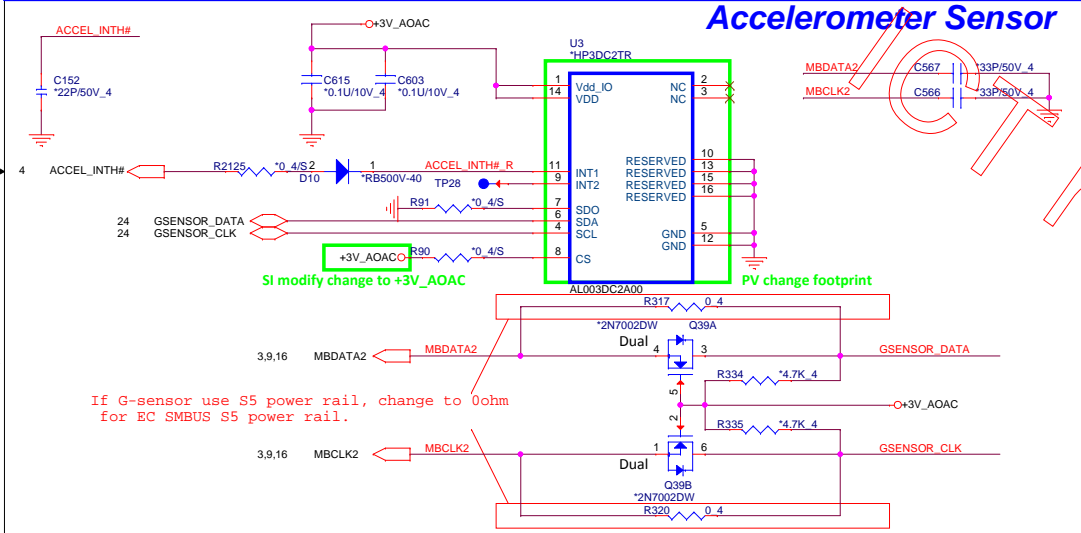 Accelerometer Sensor
+3V_AOAC
ACCEL_INTH#
C152
*22P/50V_4
C615
*0.1U/10V_4
C603
*0.1U/10V_4
U3
*HP3DC2TR
1 Vdd_IO
14 VDD
NC 2
NC 3
MBDATA2 C567 *33P/50V_4
MBCLK2 C566 *33P/50V_4
4 ACCEL_INTH# R2125 *0_4/S 2 D10 1 *RB500V-40 ACCEL_INTH#_R 11 INT1
TP28 9 INT2
RESERVED 10
RESERVED 13
RESERVED 15
RESERVED 16
R91 *0_4/S 7 SDO
24 GSENSOR_DATA 6 SDA
24 GSENSOR_CLK 4 SCL
GND 5
GND 12
+3V_AOAC R90 *0_4/S 8 CS
SI modify change to +3V_AOAC
PV change footprint
AL003DC2A00
R317 0_4
*2N7002DW Q39A
Dual
3,9,16 MBDATA2 MBDATA2 4 3 GSENSOR_DATA
5
R334 *4.7K_4
If G-sensor use S5 power rail, change to 0ohm
for EC SMBUS S5 power rail.
+3V_AOAC
2
R335 *4.7K_4
3,9,16 MBCLK2 MBCLK2 1 6 GSENSOR_CLK
Dual
Q39B
*2N7002DW
R320 0_4